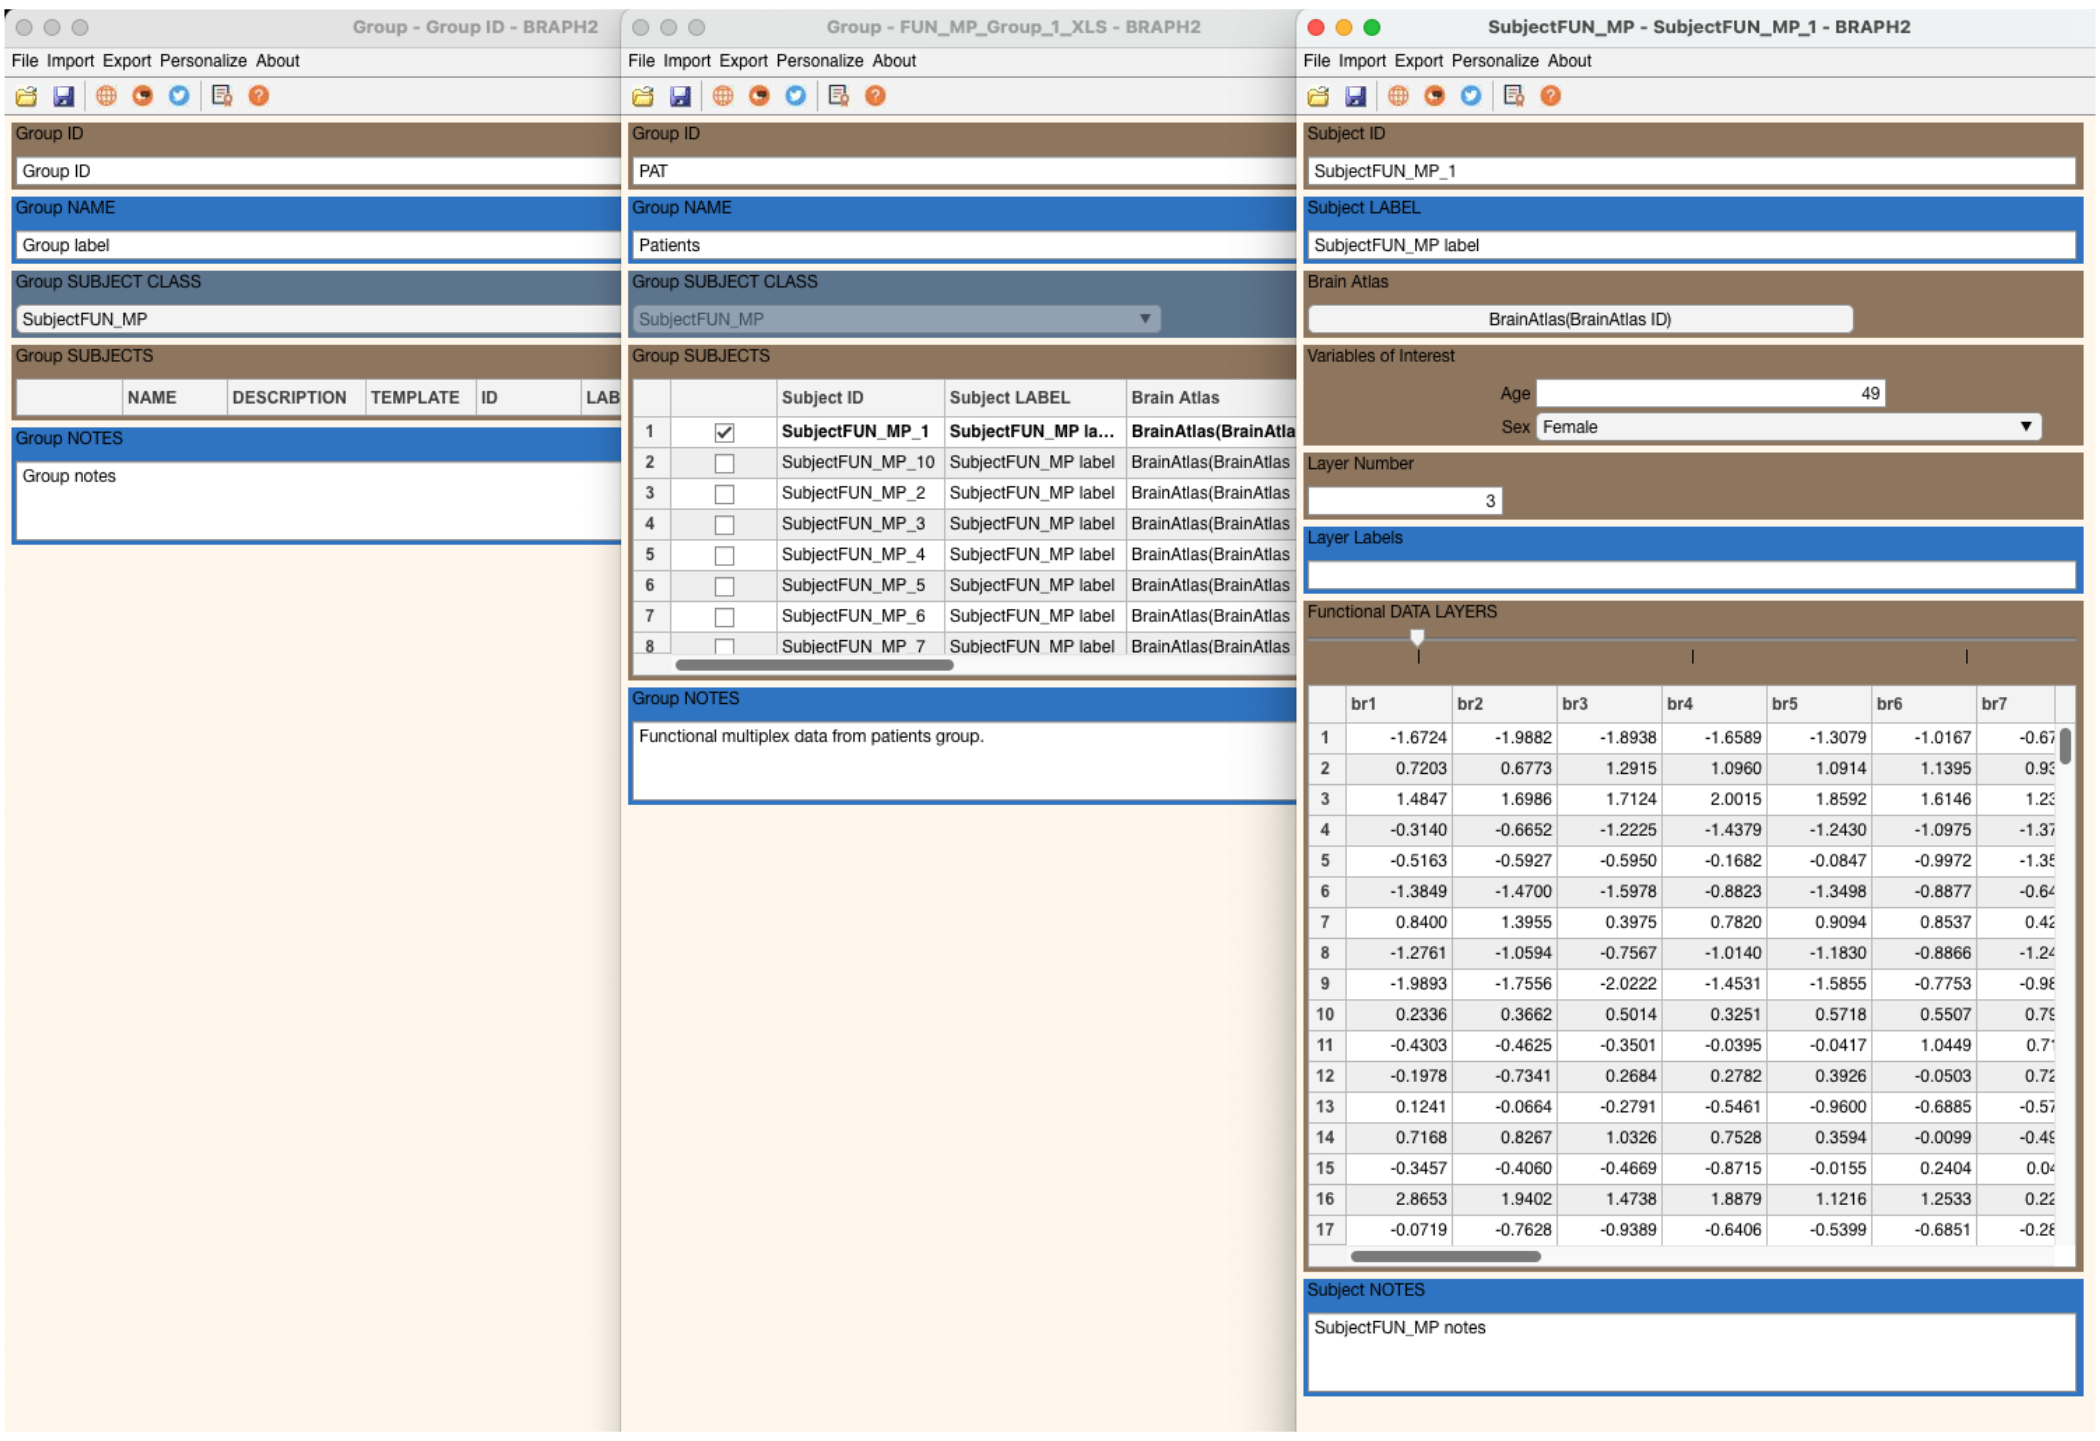 Group - Group ID - BRAPH2
File Import Export Personalize About
Group ID
Group ID
Group NAME
Group label
Group SUBJECT CLASS
SubjectFUN_MP
Group SUBJECTS
NAME DESCRIPTION TEMPLATE ID LAB
Group NOTES
Group notes
Group - FUN_MP_Group_1_XLS - BRAPH2
File Import Export Personalize About
Group ID
PAT
Group NAME
Patients
Group SUBJECT CLASS
SubjectFUN_MP
Group SUBJECTS
Subject ID Subject LABEL Brain Atlas
1 SubjectFUN_MP_1 SubjectFUN_MP la... BrainAtlas(BrainAtla
2 SubjectFUN_MP_10 SubjectFUN_MP label BrainAtlas(BrainAtlas
3 SubjectFUN_MP_2 SubjectFUN_MP label BrainAtlas(BrainAtlas
4 SubjectFUN_MP_3 SubjectFUN_MP label BrainAtlas(BrainAtlas
5 SubjectFUN_MP_4 SubjectFUN_MP label BrainAtlas(BrainAtlas
6 SubjectFUN_MP_5 SubjectFUN_MP label BrainAtlas(BrainAtlas
7 SubjectFUN_MP_6 SubjectFUN_MP label BrainAtlas(BrainAtlas
8 SubjectFUN_MP_7 SubjectFUN_MP label BrainAtlas(BrainAtlas
Group NOTES
Functional multiplex data from patients group.
SubjectFUN_MP - SubjectFUN_MP_1 - BRAPH2
File Import Export Personalize About
Subject ID
SubjectFUN_MP_1
Subject LABEL
SubjectFUN_MP label
Brain Atlas
BrainAtlas(BrainAtlas ID)
Variables of Interest
Age 49
Sex Female
Layer Number
3
Layer Labels
Functional DATA LAYERS
br1 br2 br3 br4 br5 br6 br7
1 -1.6724 -1.9882 -1.8938 -1.6589 -1.3079 -1.0167 -0.67
2 0.7203 0.6773 1.2915 1.0960 1.0914 1.1395 0.93
3 1.4847 1.6986 1.7124 2.0015 1.8592 1.6146 1.23
4 -0.3140 -0.6652 -1.2225 -1.4379 -1.2430 -1.0975 -1.37
5 -0.5163 -0.5927 -0.5950 -0.1682 -0.0847 -0.9972 -1.35
6 -1.3849 -1.4700 -1.5978 -0.8823 -1.3498 -0.8877 -0.64
7 0.8400 1.3955 0.3975 0.7820 0.9094 0.8537 0.42
8 -1.2761 -1.0594 -0.7567 -1.0140 -1.1830 -0.8866 -1.24
9 -1.9893 -1.7556 -2.0222 -1.4531 -1.5855 -0.7753 -0.98
10 0.2336 0.3662 0.5014 0.3251 0.5718 0.5507 0.79
11 -0.4303 -0.4625 -0.3501 -0.0395 -0.0417 1.0449 0.71
12 -0.1978 -0.7341 0.2684 0.2782 0.3926 -0.0503 0.72
13 0.1241 -0.0664 -0.2791 -0.5461 -0.9600 -0.6885 -0.57
14 0.7168 0.8267 1.0326 0.7528 0.3594 -0.0099 -0.49
15 -0.3457 -0.4060 -0.4669 -0.8715 -0.0155 0.2404 0.04
16 2.8653 1.9402 1.4738 1.8879 1.1216 1.2533 0.22
17 -0.0719 -0.7628 -0.9389 -0.6406 -0.5399 -0.6851 -0.28
Subject NOTES
SubjectFUN_MP notes